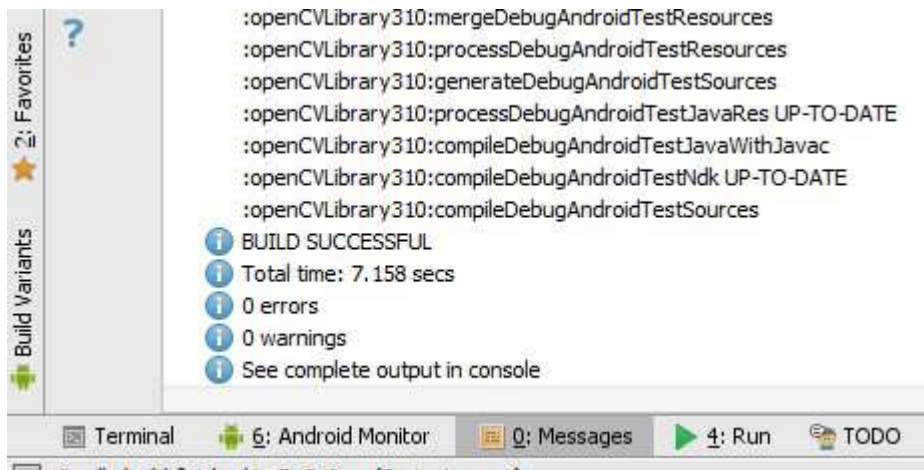 :openCVLibrary310:mergeDebugAndroidTestResources
:openCVLibrary310:processDebugAndroidTestResources
:openCVLibrary310:generateDebugAndroidTestSources
:openCVLibrary310:processDebugAndroidTestJavaRes UP-TO-DATE
:openCVLibrary310:compileDebugAndroidTestJavaWithJavac
:openCVLibrary310:compileDebugAndroidTestNdk UP-TO-DATE
:openCVLibrary310:compileDebugAndroidTestSources
BUILD SUCCESSFUL
Total time: 7.158 secs
0 errors
0 warnings
See complete output in console
2: Favorites
Build Variants
?
Terminal
6: Android Monitor
0: Messages
4: Run
TODO